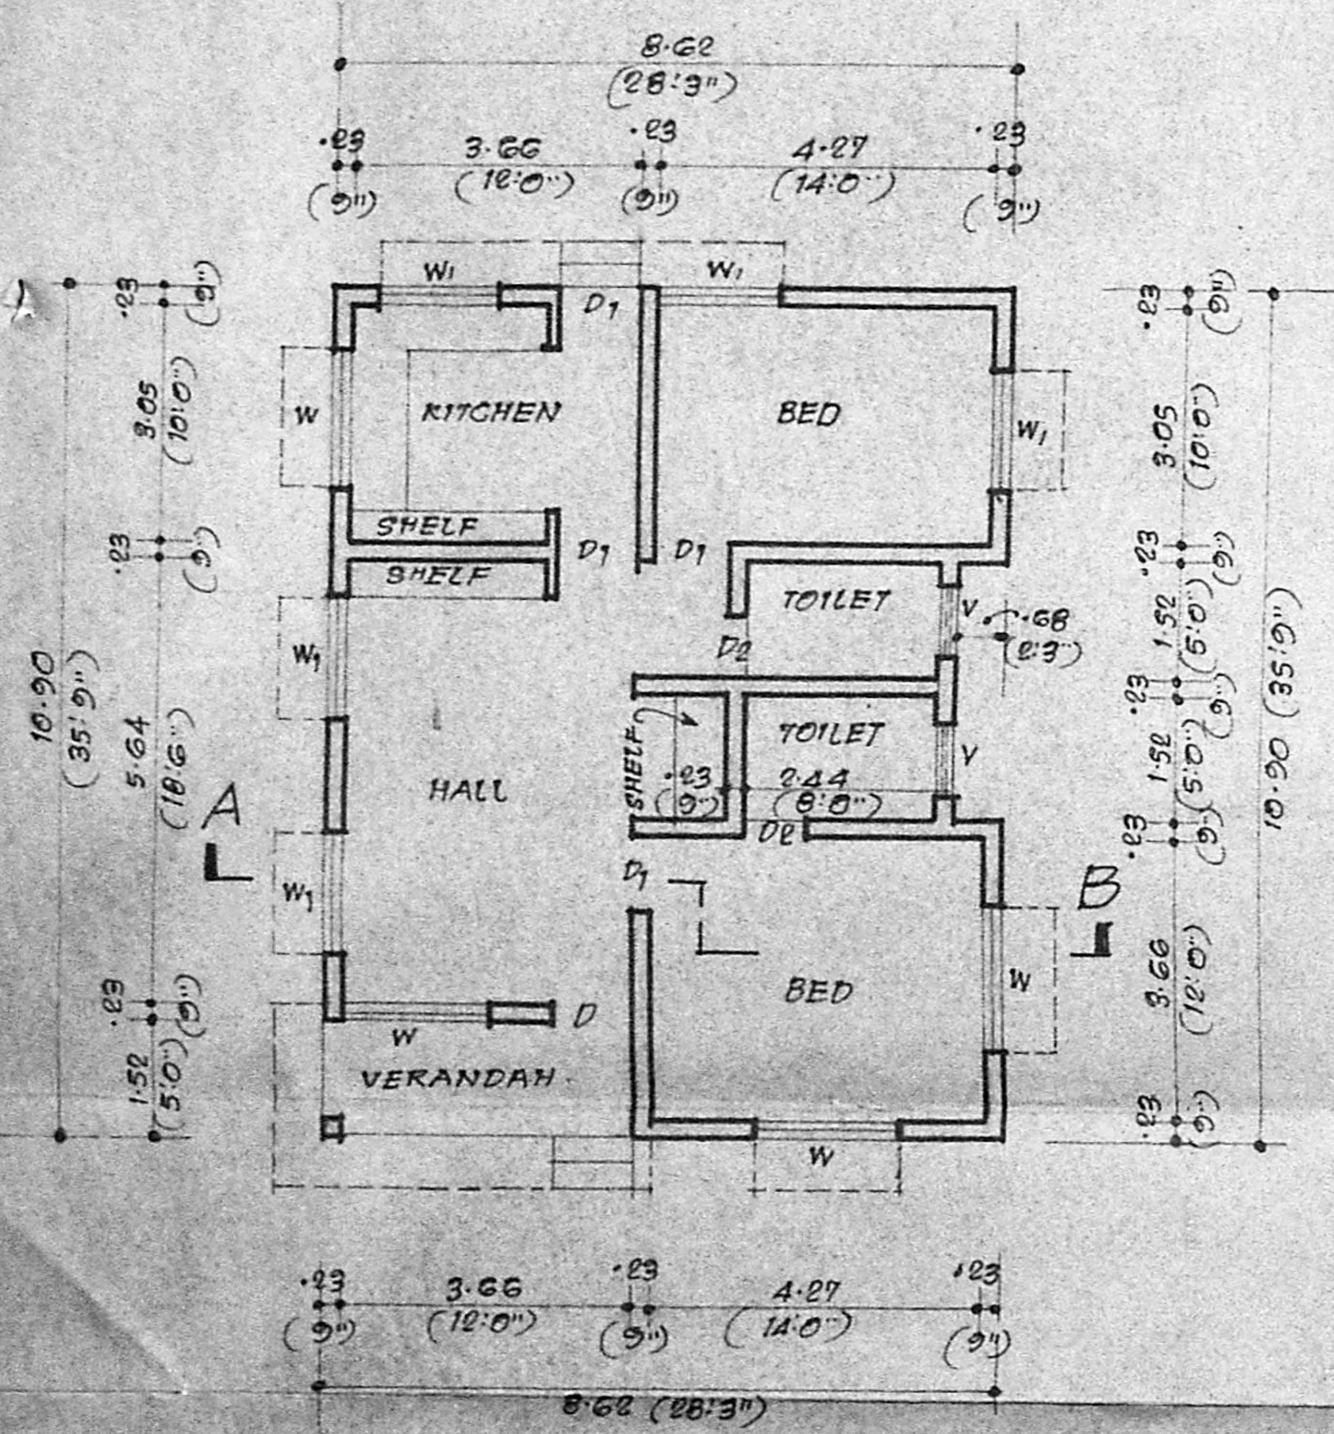 8.62
(28'.3")
.23 3.66 .23 4.27 .23
(9") (12'.0") (9") (14'.0") (9")
W1 D1 W1
.23 (9")
.23 (9")
3.05 (10'.0")
W KITCHEN BED W1
3.05 (10'.0")
SHELF
.23 (9")
D1 D1
.23 (9")
SHELF
TOILET V .68
(2'.3")
1.52 (5'.0")
W1 D2
10.90 (35'.9")
.23 (9")
10.90 (35'.9")
5.64 (18'.6")
SHELF
TOILET V
1.52 (5'.0")
HALL
.23 2.44
(9") (8'.0")
A
D2
.23 (9")
D1
W1
B
3.66 (12'.0")
BED W
.23 (9")
D
W
VERANDAH
1.52 (5'.0")
.23 (9")
W
.23 3.66 .23 4.27 .23
(9") (12'.0") (9") (14'.0") (9")
8.62 (28'.3")